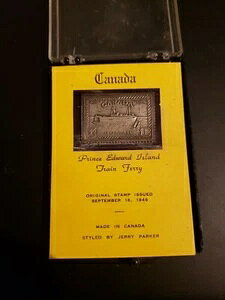 Canada
CANADA
Prince Edward Island
Train Ferry
ORIGINAL STAMP ISSUED
SEPTEMBER 16, 1946
MADE IN CANADA
STYLED BY JERRY PARKER